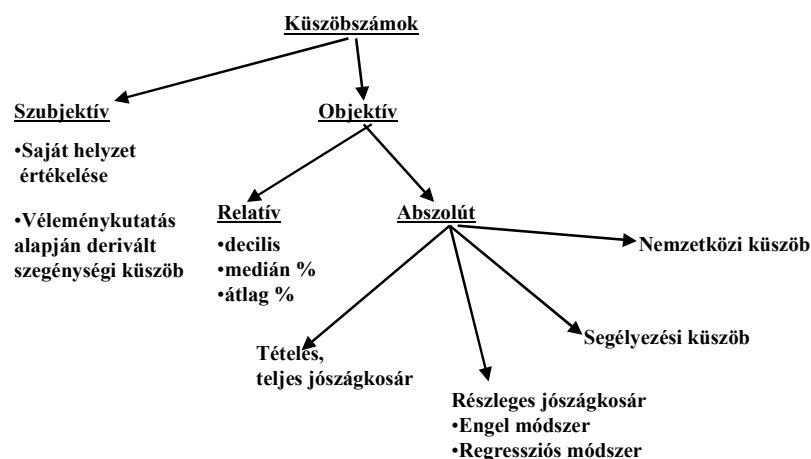 Küszöbszámok
Szubjektív
•Saját helyzet
értékelése
•Véleménykutatás
alapján derivált
szegénységi küszöb
Objektív
Relatív
•decilis
•medián %
•átlag %
Abszolút
Tételes,
teljes jószágkosár
Részleges jószágkosár
•Engel módszer
•Regressziós módszer
Segélyezési küszöb
Nemzetközi küszöb